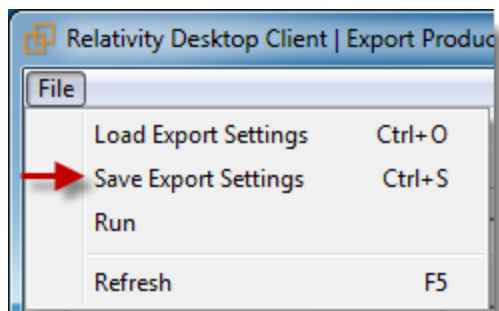 Relativity Desktop Client | Export Produc
File
Load Export Settings Ctrl+O
Save Export Settings Ctrl+S
Run
Refresh F5